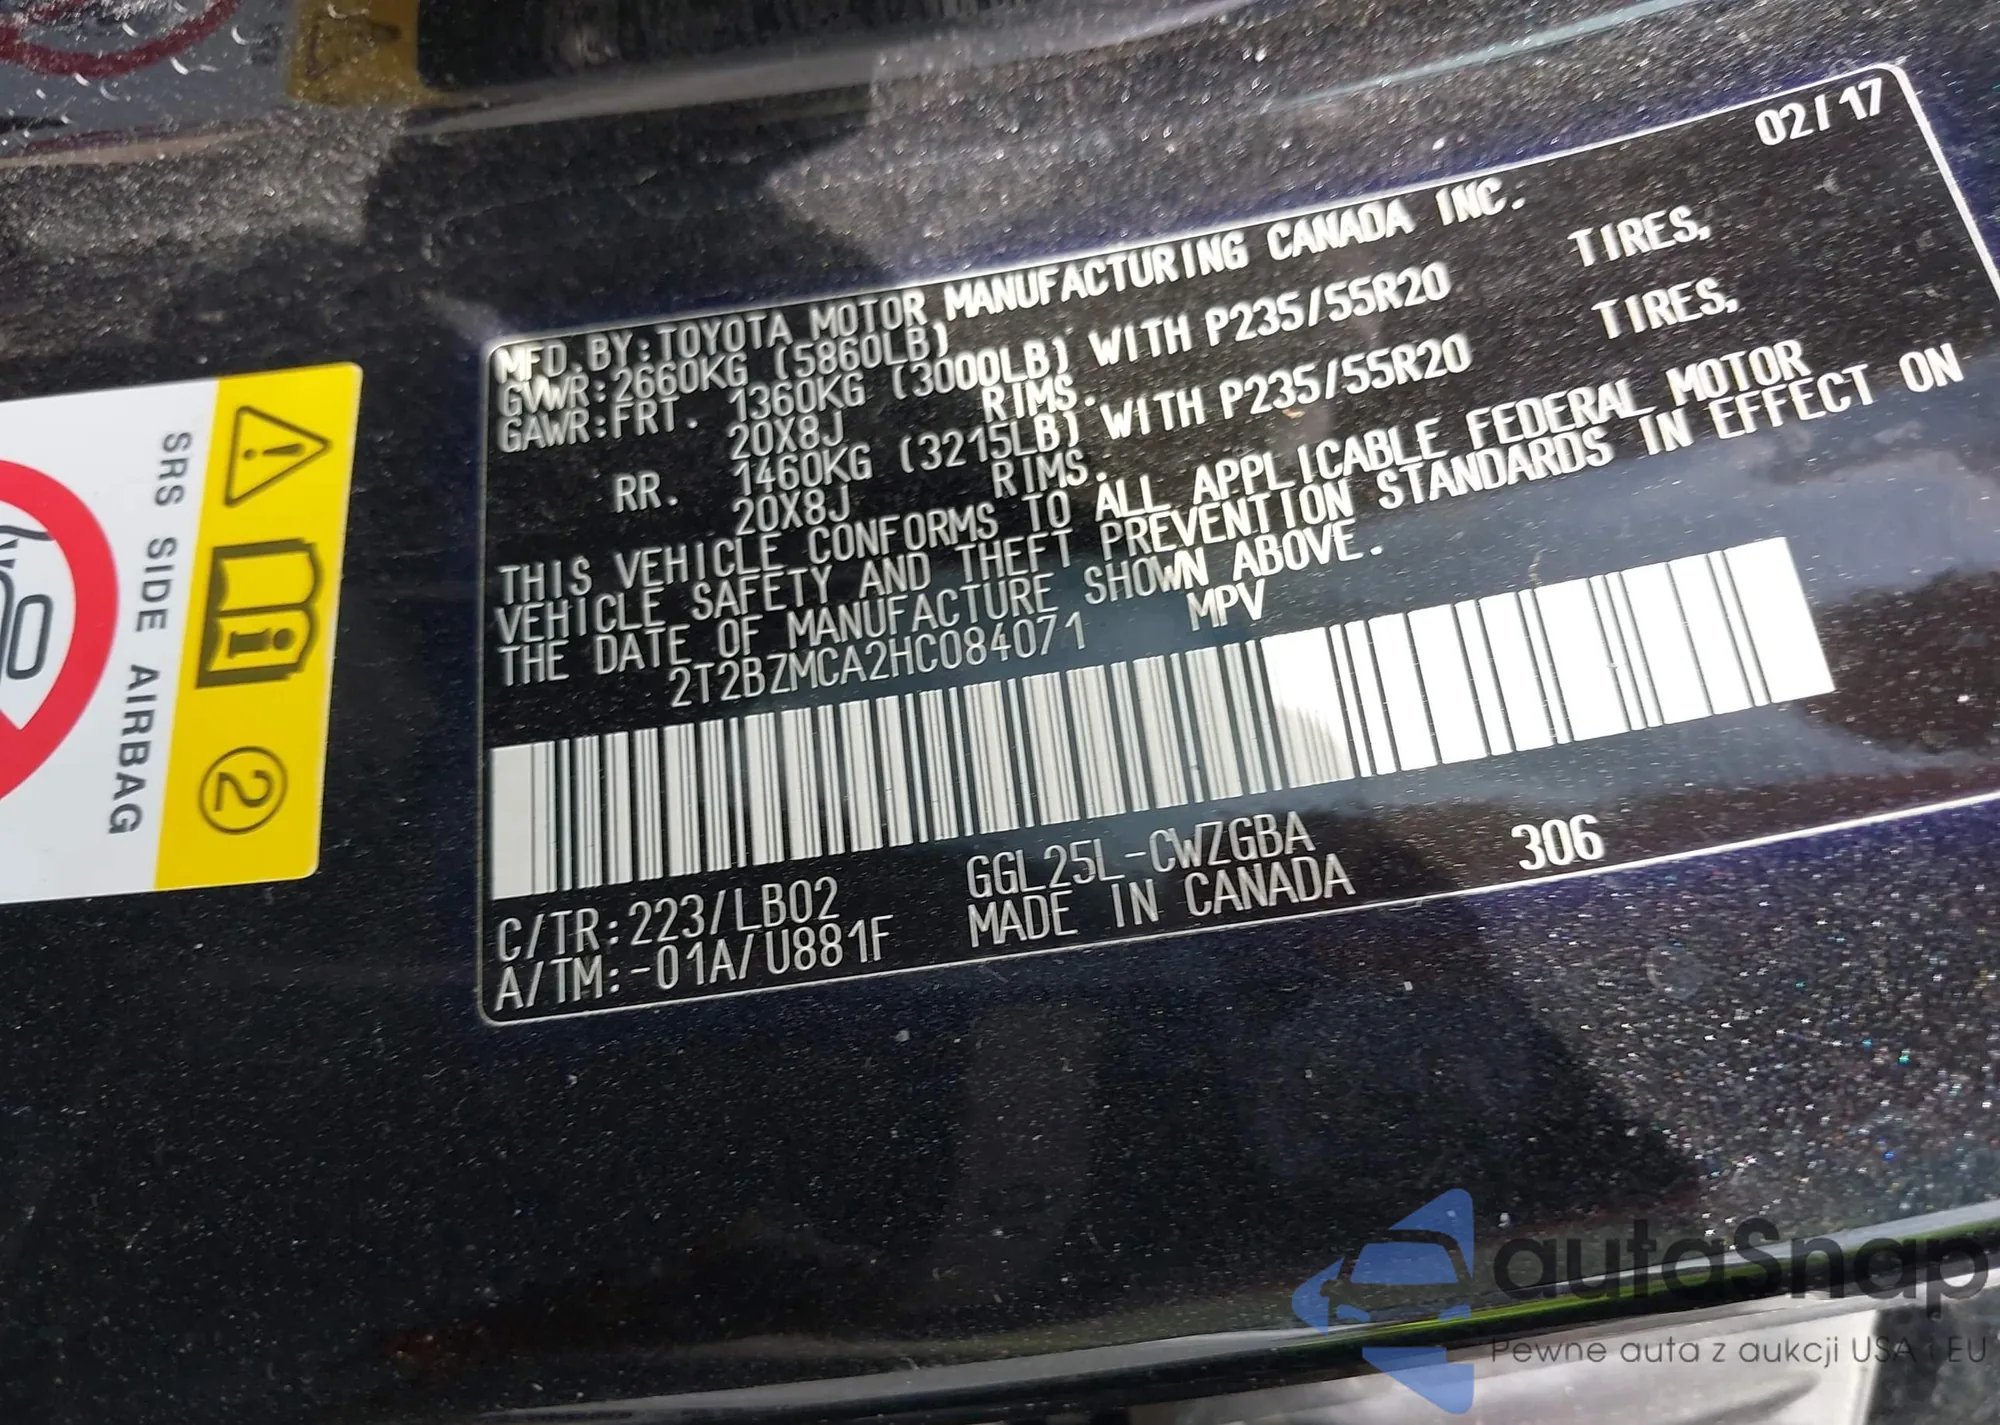 02/17
MFD. BY: TOYOTA MOTOR MANUFACTURING CANADA INC.
GVWR: 2660KG (5860LB)
GAWR: FRT. 1360KG (3000LB) WITH P235/55R20 TIRES,
20X8J RIMS.
RR. 1460KG (3215LB) WITH P235/55R20 TIRES,
20X8J RIMS.
THIS VEHICLE CONFORMS TO ALL APPLICABLE FEDERAL MOTOR
VEHICLE SAFETY AND THEFT PREVENTION STANDARDS IN EFFECT ON
THE DATE OF MANUFACTURE SHOWN ABOVE.
2T2BZMCA2HC084071 MPV
C/TR: 223/LB02 GGL25L-CWZGBA 306
A/TM: -01A/U881F MADE IN CANADA
SRS SIDE AIRBAG
2
autaSnap
Pewne auta z aukcji USA i EU